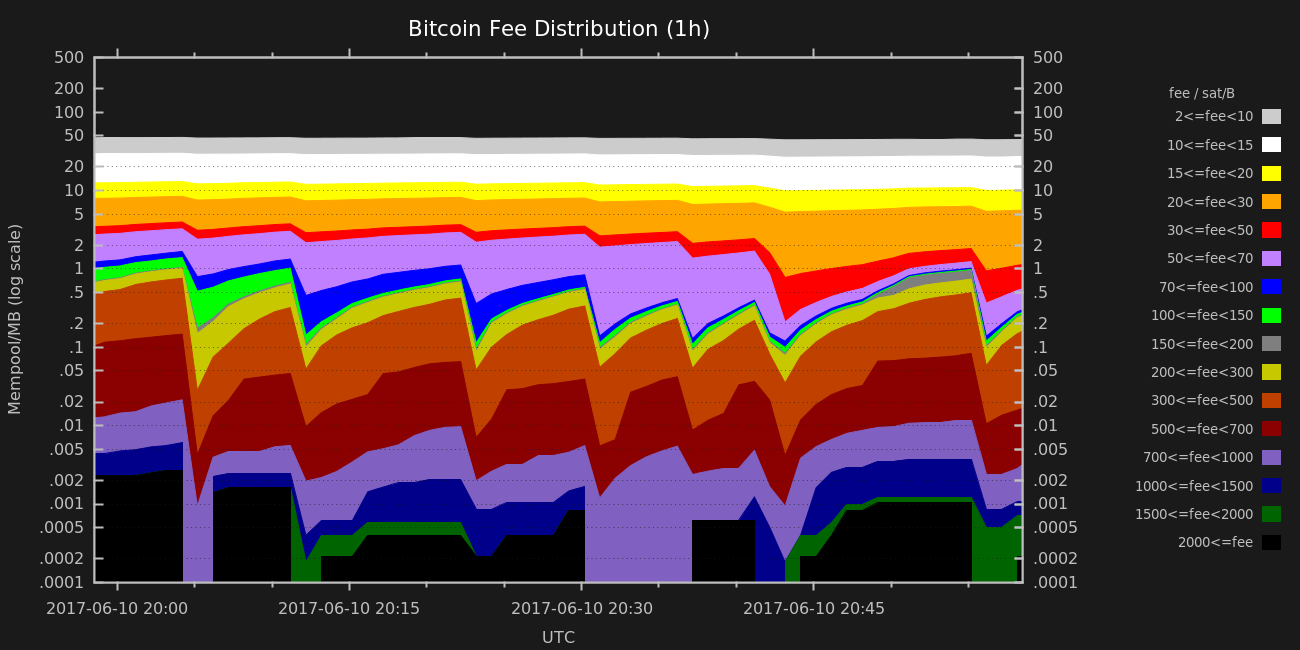 Bitcoin Fee Distribution (1h)
500 500
200 200
100 100
50 50
20 20
10 10
5 5
2 2
1 1
.5 .5
.2 .2
.1 .1
.05 .05
.02 .02
.01 .01
.005 .005
.002 .002
.001 .001
.0005 .0005
.0002 .0002
.0001 .0001
Mempool/MB (log scale)
2017-06-10 20:00 2017-06-10 20:15 2017-06-10 20:30 2017-06-10 20:45
UTC
fee / sat/B
2<=fee<10
10<=fee<15
15<=fee<20
20<=fee<30
30<=fee<50
50<=fee<70
70<=fee<100
100<=fee<150
150<=fee<200
200<=fee<300
300<=fee<500
500<=fee<700
700<=fee<1000
1000<=fee<1500
1500<=fee<2000
2000<=fee